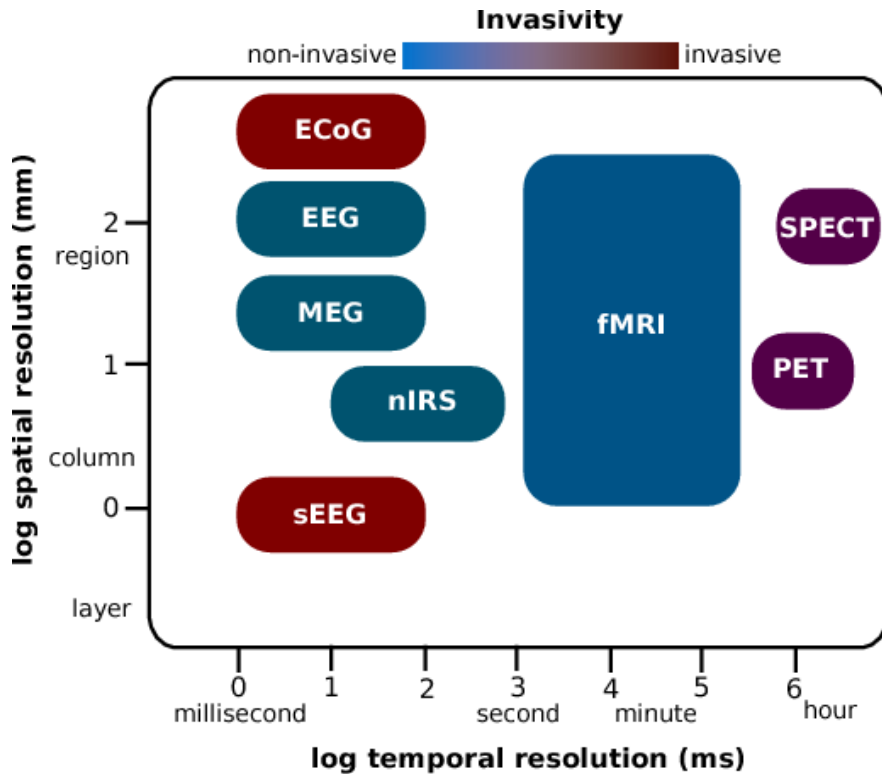 Invasivity
non-invasive
invasive
ECoG
EEG
MEG
nIRS
sEEG
fMRI
SPECT
PET
log spatial resolution (mm)
2
region
1
column
0
layer
0 1 2 3 4 5 6
millisecond second minute hour
log temporal resolution (ms)